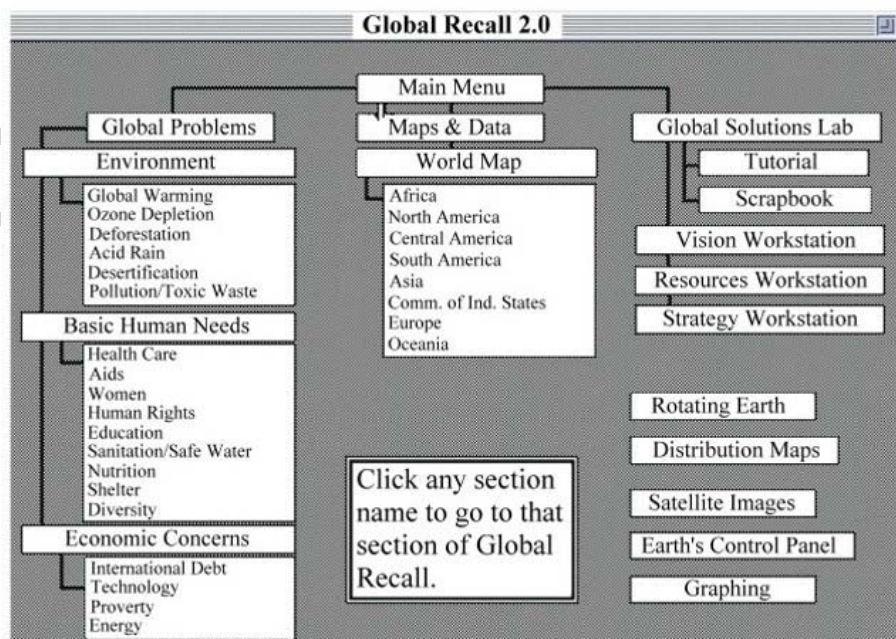 Global Recall 2.0
Main Menu
Global Problems
Maps & Data
Global Solutions Lab
Environment
World Map
Tutorial
Global Warming
Ozone Depletion
Deforestation
Acid Rain
Desertification
Pollution/Toxic Waste
Africa
North America
Central America
South America
Asia
Comm. of Ind. States
Europe
Oceania
Scrapbook
Vision Workstation
Resources Workstation
Strategy Workstation
Basic Human Needs
Health Care
Aids
Women
Human Rights
Education
Sanitation/Safe Water
Nutrition
Shelter
Diversity
Rotating Earth
Distribution Maps
Satellite Images
Earth's Control Panel
Graphing
Click any section
name to go to that
section of Global
Recall.
Economic Concerns
International Debt
Technology
Proverty
Energy